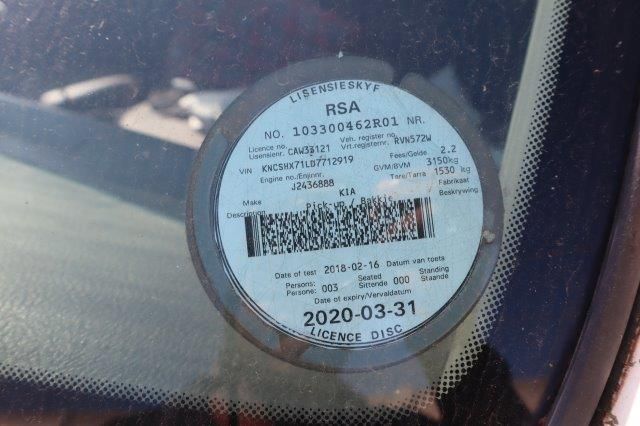 LISENSIESKYF
RSA
NO. 103300462R01 NR.
Licence no. CAW33121 Veh. register no. RVN572W
Lisensienr. Vrt.registernr.
VIN KNCSHX71LB7712919 Fees/Gelde 2.2
Engine no./Enjinnr. GVM/BVM 3150kg
J2436888 Tare/Tarra 1530 kg
Make KIA Fabrikaat
Description Pick-up / Bakkie Beskrywing
Date of test 2018-02-16 Datum van toets
Persons: 003 Seated 000 Standing
Persone: Sittende Staande
Date of expiry/Vervaldatum
2020-03-31
LICENCE DISC